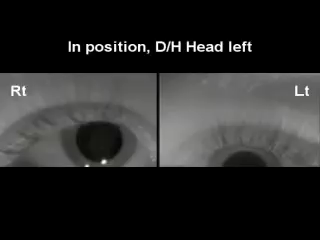 In position, D/H Head left
Rt
Lt